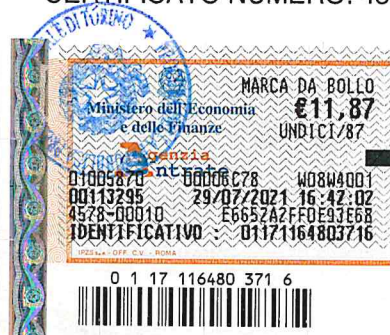 CERTIFICATO NUMERO:
MARCA DA BOLLO
€11,87
UNDICI/87
Ministero dell'Economia
e delle Finanze
Agenzia
Entrate
01005870 00006C78 W08W4001
00113295 29/07/2021 16:42:02
4578-00010 E6652A2FFDE93E68
IDENTIFICATIVO : 01171164803716
IPZS S.p.A. - OFF. C.V. - ROMA
0 1 17 116480 371 6